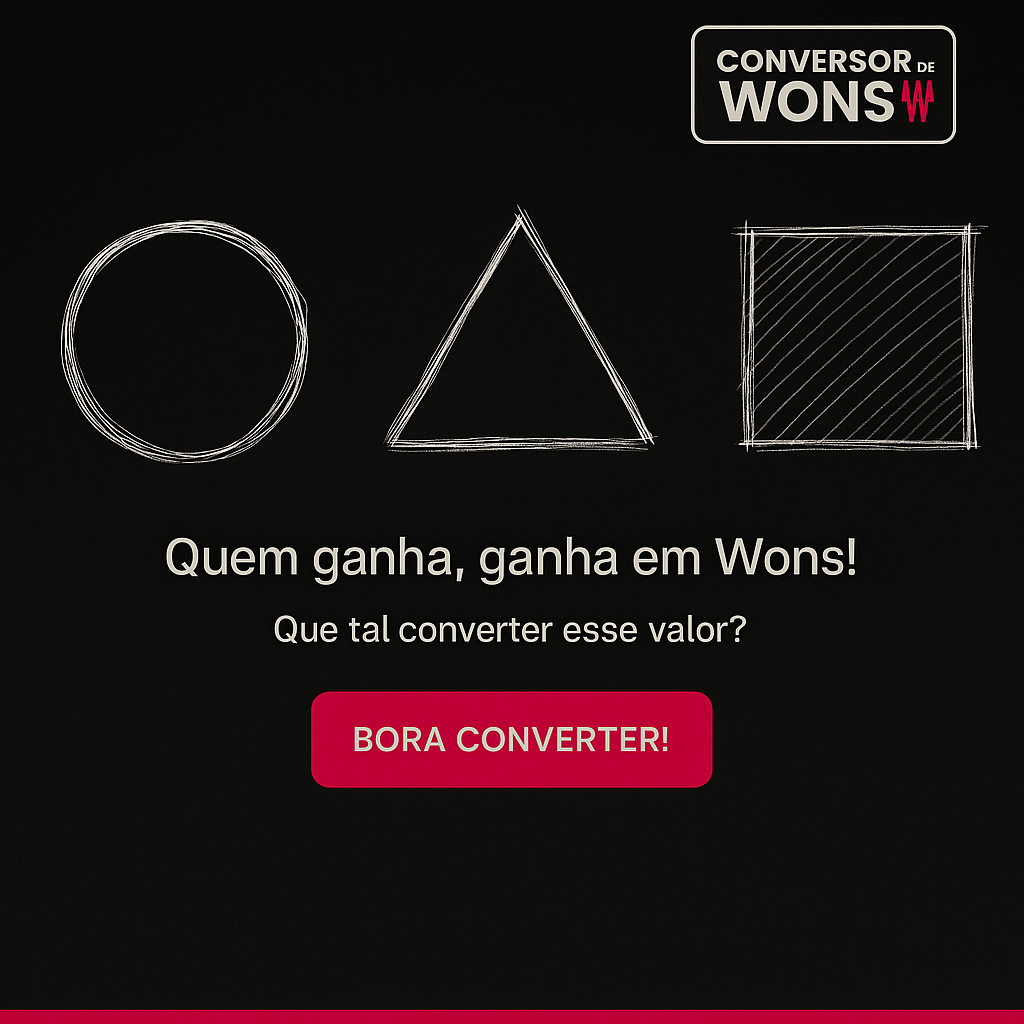 CONVERSOR DE
WONS W
Quem ganha, ganha em Wons!
Que tal converter esse valor?
BORA CONVERTER!